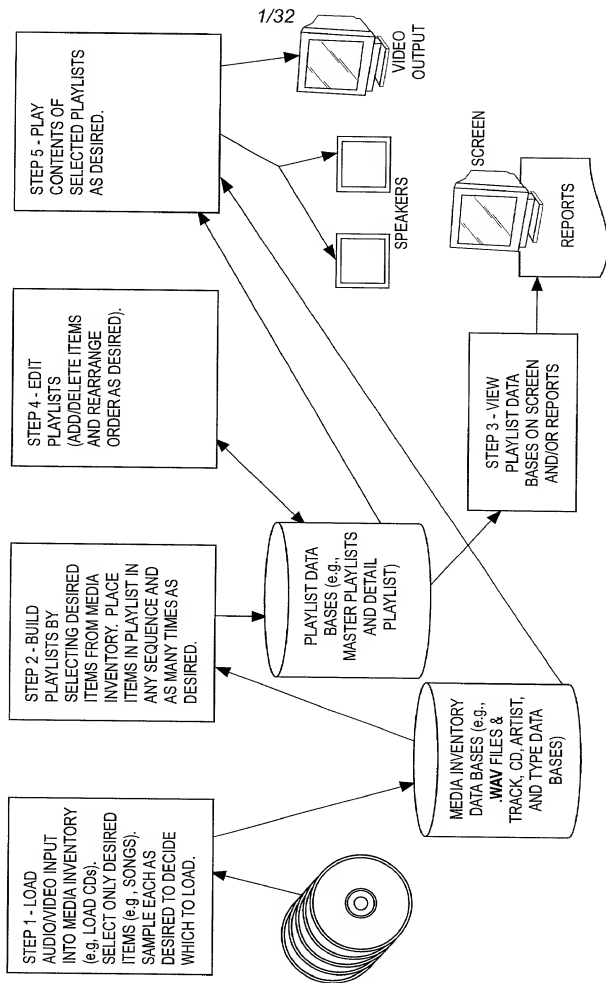 1/32
STEP 1 - LOAD
AUDIO/VIDEO INPUT
INTO MEDIA INVENTORY
(e.g, LOAD CDs).
SELECT ONLY DESIRED
ITEMS (e.g., SONGS).
SAMPLE EACH AS
DESIRED TO DECIDE
WHICH TO LOAD.
STEP 2 - BUILD
PLAYLISTS BY
SELECTING DESIRED
ITEMS FROM MEDIA
INVENTORY. PLACE
ITEMS IN PLAYLIST IN
ANY SEQUENCE AND
AS MANY TIMES AS
DESIRED.
STEP 4 - EDIT
PLAYLISTS
(ADD/DELETE ITEMS
AND REARRANGE
ORDER AS DESIRED).
STEP 5 - PLAY
CONTENTS OF
SELECTED PLAYLISTS
AS DESIRED.
MEDIA INVENTORY
DATA BASES (e.g.,
.WAV FILES &
TRACK, CD, ARTIST,
AND TYPE DATA
BASES)
PLAYLIST DATA
BASES (e.g.,
MASTER PLAYLISTS
AND DETAIL
PLAYLIST)
STEP 3 - VIEW
PLAYLIST DATA
BASES ON SCREEN
AND/OR REPORTS
SPEAKERS
VIDEO
OUTPUT
SCREEN
REPORTS